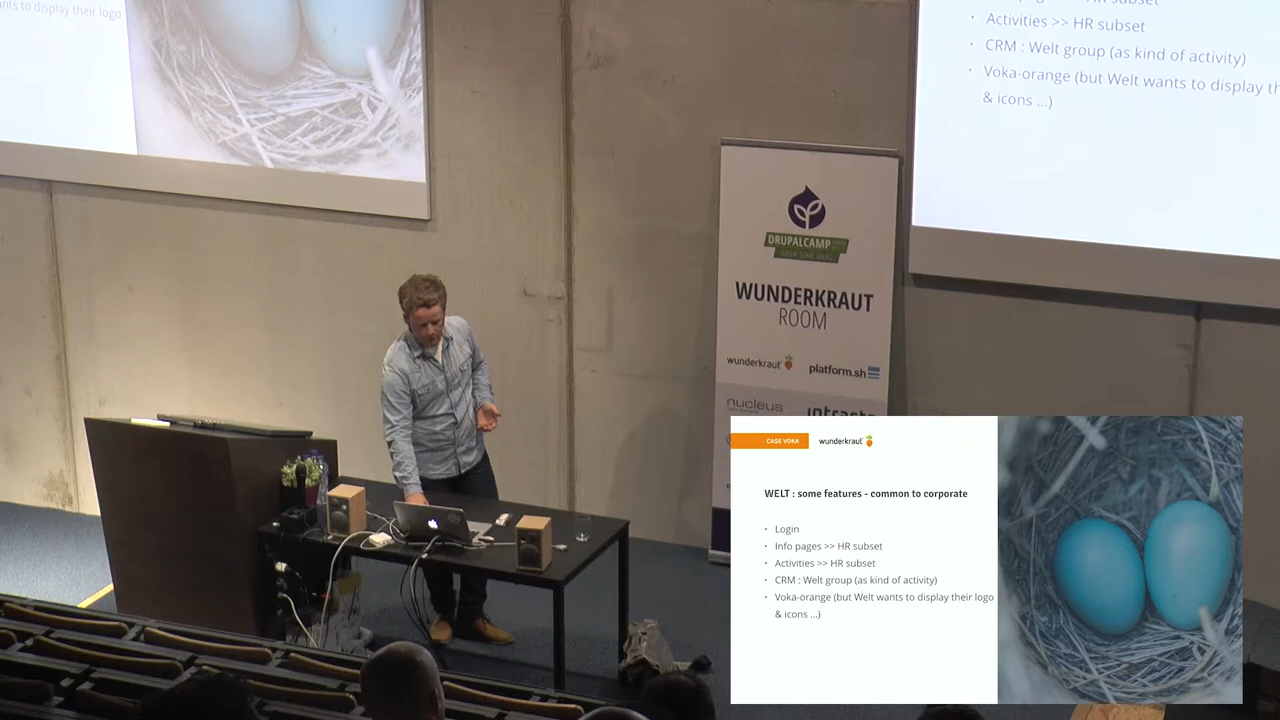 nts to display their logo
HR subset
Activities >> HR subset
CRM : Welt group (as kind of activity)
Voka-orange (but Welt wants to display th
& icons ...)
DRUPALCAMP
WUNDERKRAUT
ROOM
wunderkraut
platform.sh
nucleus
CASE VOKA
wunderkraut
WELT : some features - common to corporate
· Login
· Info pages >> HR subset
· Activities >> HR subset
· CRM : Welt group (as kind of activity)
· Voka-orange (but Welt wants to display their logo
& icons ...)